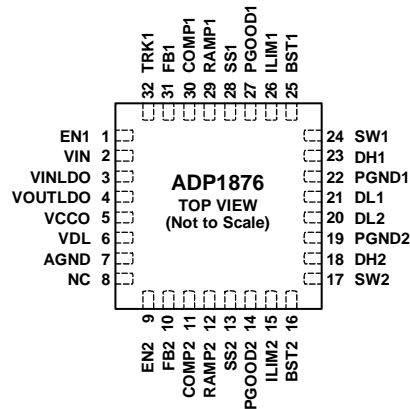 32 TRK1
31 FB1
30 COMP1
29 RAMP1
28 SS1
27 PGOOD1
26 ILIM1
25 BST1
EN1 1
VIN 2
VINLDO 3
VOUTLDO 4
VCCO 5
VDL 6
AGND 7
NC 8
ADP1876
TOP VIEW
(Not to Scale)
24 SW1
23 DH1
22 PGND1
21 DL1
20 DL2
19 PGND2
18 DH2
17 SW2
EN2 9
FB2 10
COMP2 11
RAMP2 12
SS2 13
PGOOD2 14
ILIM2 15
BST2 16